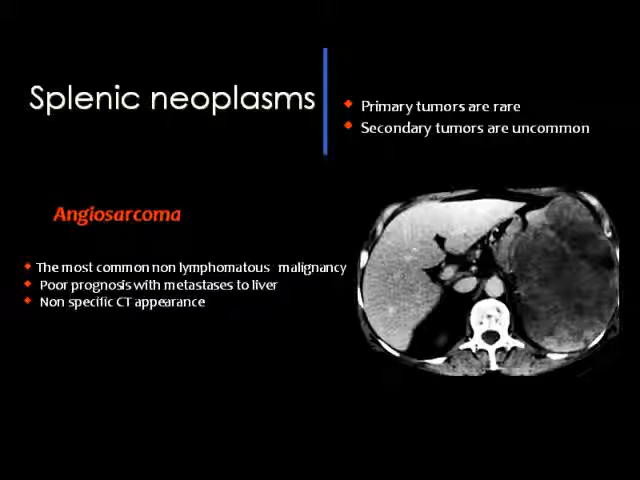 Splenic neoplasms
Primary tumors are rare
Secondary tumors are uncommon
Angiosarcoma
The most common non lymphomatous malignancy
Poor prognosis with metastases to liver
Non specific CT appearance